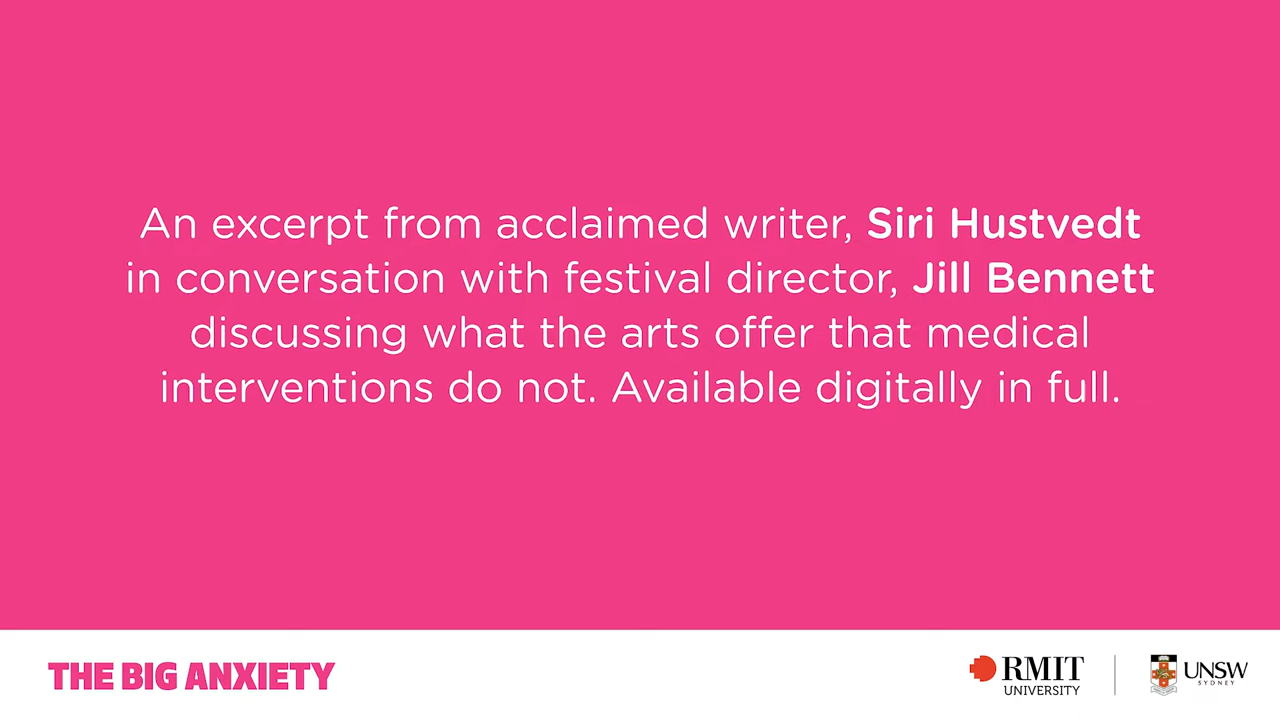 An excerpt from acclaimed writer, Siri Hustvedt
in conversation with festival director, Jill Bennett
discussing what the arts offer that medical
interventions do not. Available digitally in full.
THE BIG ANXIETY
RMIT
UNIVERSITY
UNSW
SYDNEY